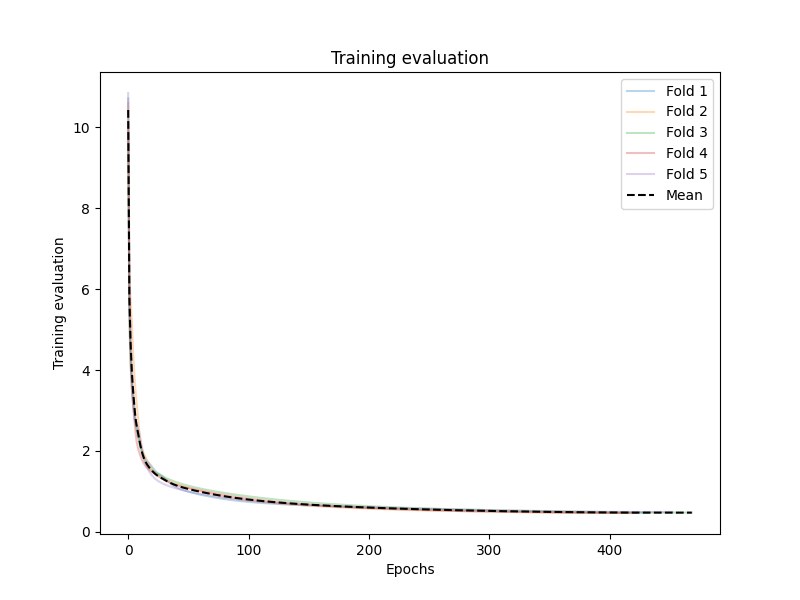 Training evaluation
Fold 1
Fold 2
Fold 3
Fold 4
Fold 5
Mean
Training evaluation
10
8
6
4
2
0
0 100 200 300 400
Epochs